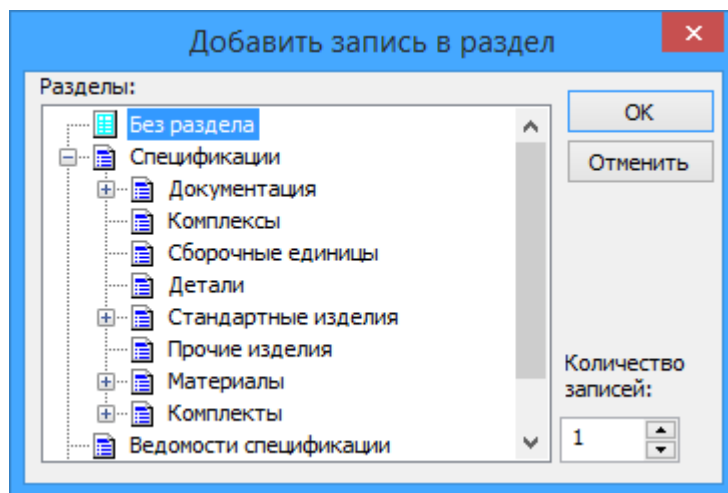 Добавить запись в раздел
Разделы:
Без раздела
Спецификации
Документация
Комплексы
Сборочные единицы
Детали
Стандартные изделия
Прочие изделия
Материалы
Комплекты
Ведомости спецификации
ОК
Отменить
Количество
записей:
1